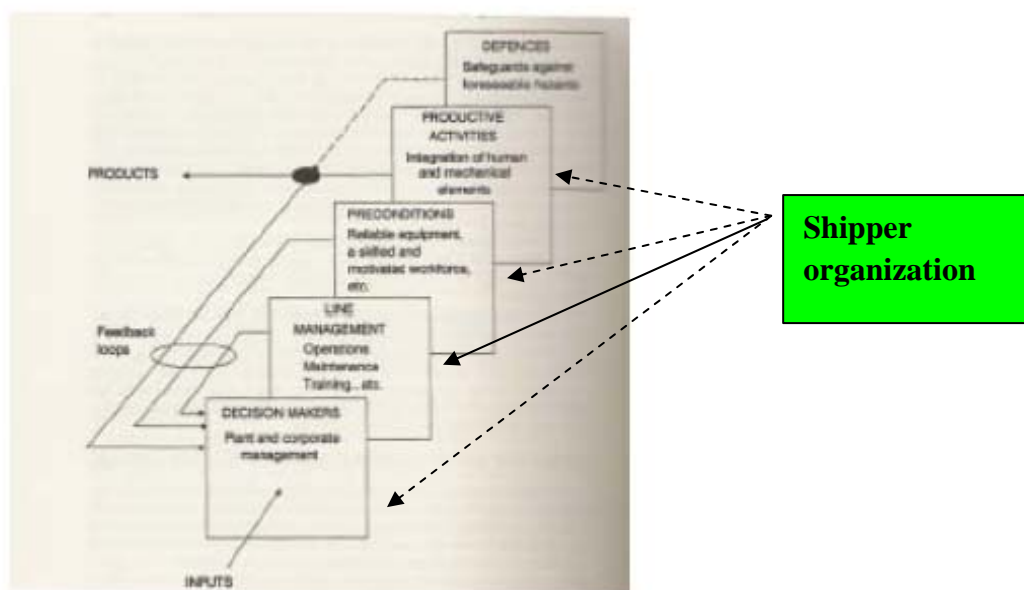 DEFENCES
Safeguards against
foreseeable hazards
PRODUCTIVE
ACTIVITIES
Integration of human
and mechanical
elements
PRODUCTS
PRECONDITIONS
Reliable equipment,
a skilled and
motivated workforce,
etc.
LINE
MANAGEMENT
Operations
Maintenance
Training.. etc.
Feedback
loops
DECISION MAKERS
Plant and corporate
management
INPUTS
Shipper
organization